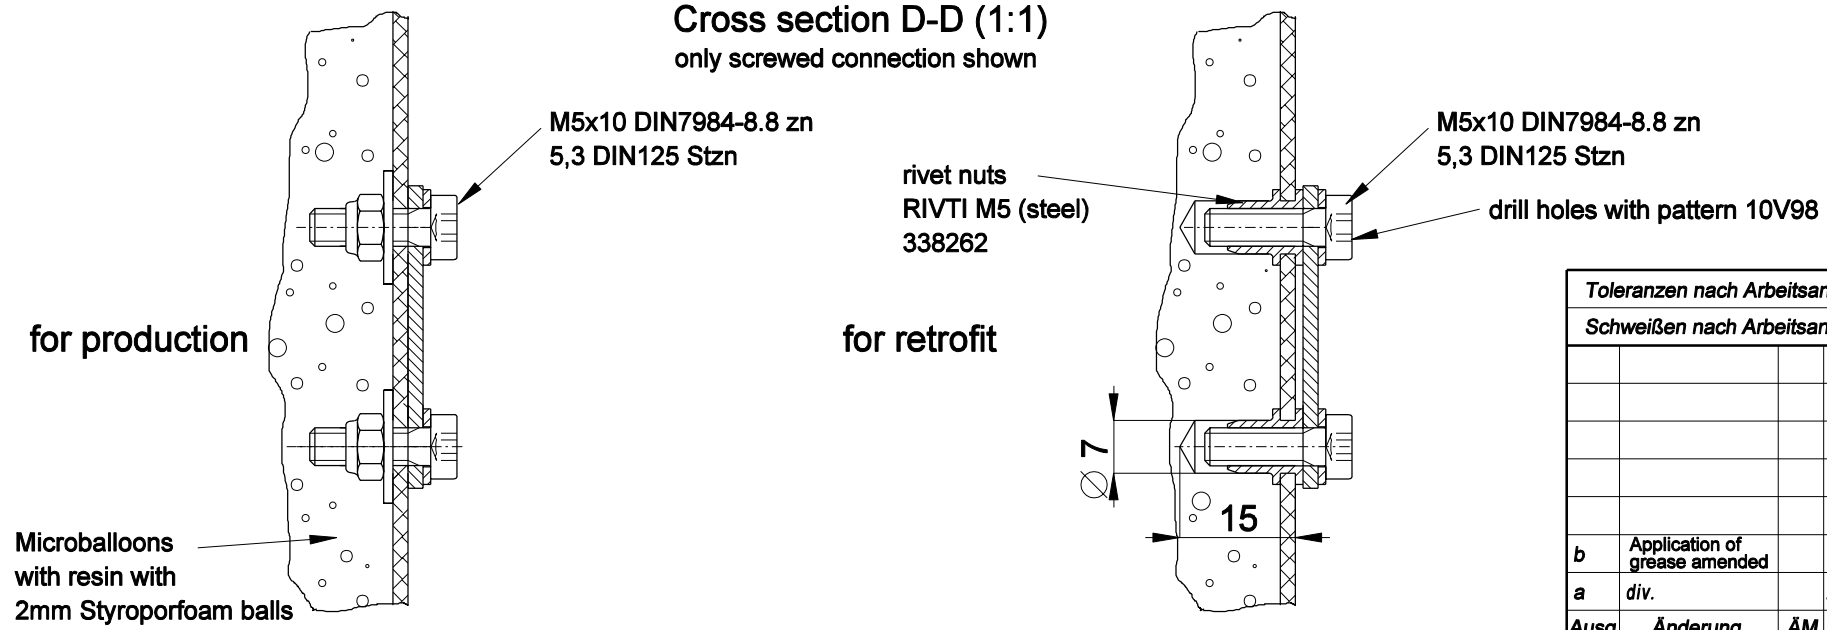 Cross section D-D (1:1)
only screwed connection shown
M5x10 DIN7984-8.8 zn
5,3 DIN125 Stzn
for production
Microballoons
with resin with
2mm Styroporfoam balls
rivet nuts
RIVTI M5 (steel)
338262
M5x10 DIN7984-8.8 zn
5,3 DIN125 Stzn
drill holes with pattern 10V98
for retrofit
Ø 7
15
Toleranzen nach Arbeitsan
Schweißen nach Arbeitsan
b Application of
grease amended
a div.
Ausg Änderung ÄM